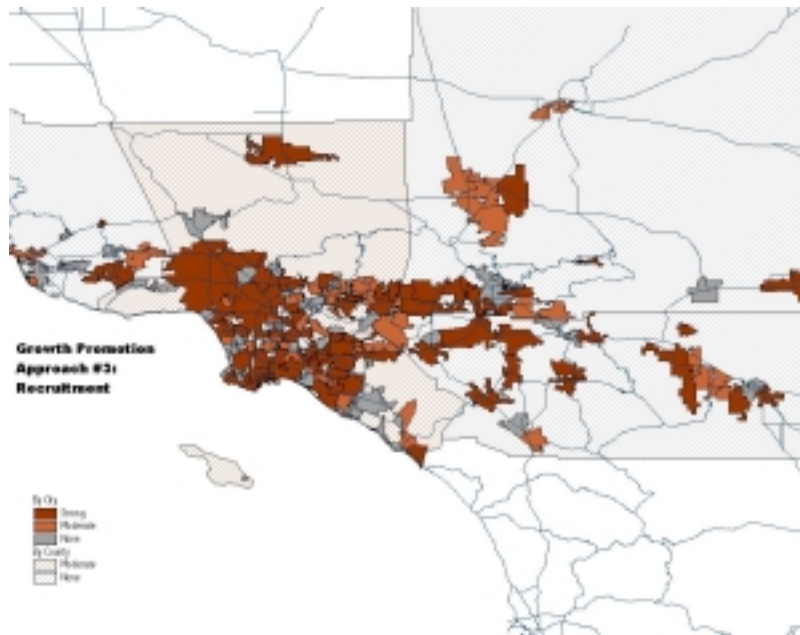 Growth Promotion
Approach #3:
Recruitment
By City
Strong
Moderate
None
By County
Moderate
None